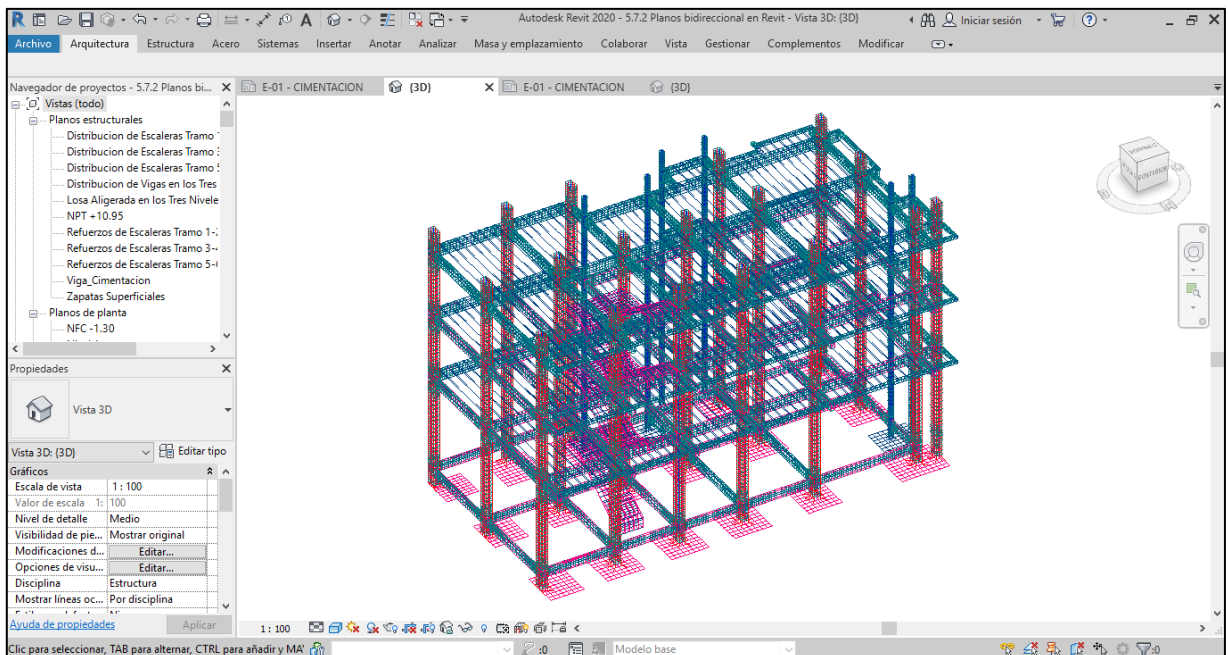 Autodesk Revit 2020 - 5.7.2 Planos bidireccional en Revit - Vista 3D: {3D}
Iniciar sesión
Archivo Arquitectura Estructura Acero Sistemas Insertar Anotar Analizar Masa y emplazamiento Colaborar Vista Gestionar Complementos Modificar
Navegador de proyectos - 5.7.2 Planos bi...
E-01 - CIMENTACION {3D} E-01 - CIMENTACION {3D}
Vistas (todo)
Planos estructurales
Distribucion de Escaleras Tramo
Distribucion de Escaleras Tramo
Distribucion de Escaleras Tramo
Distribucion de Vigas en los Tres
Losa Aligerada en los Tres Nivele
NPT +10.95
Refuerzos de Escaleras Tramo 1-
Refuerzos de Escaleras Tramo 3-
Refuerzos de Escaleras Tramo 5-
Viga_Cimentacion
Zapatas Superficiales
Planos de planta
NFC -1.30
Propiedades
Vista 3D
Vista 3D: {3D} Editar tipo
Gráficos
Escala de vista 1 : 100
Valor de escala 1: 100
Nivel de detalle Medio
Visibilidad de pie... Mostrar original
Modificaciones d... Editar...
Opciones de visu... Editar...
Disciplina Estructura
Mostrar líneas oc... Por disciplina
Ayuda de propiedades Aplicar
1 : 100
Clic para seleccionar, TAB para alternar, CTRL para añadir y MA
:0 Modelo base :0
POSTERIOR